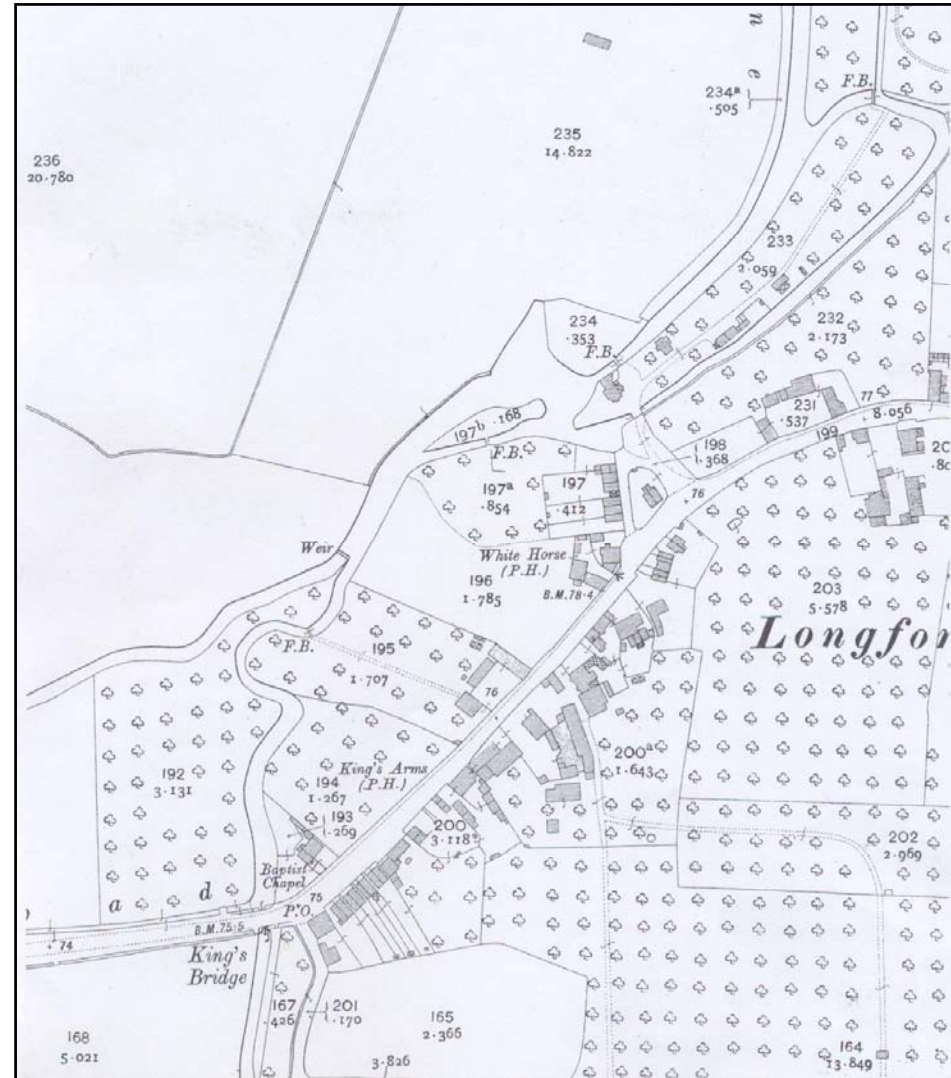 n
e
F.B.
234a
.505
235
14.822
236
20.780
233
2.059
234
.353
F.B.
232
2.173
231
.537
77
8.056
199
197b .168
F.B.
198
.368
76
197a
.854
197
.412
White Horse
(P.H.)
B.M.78.4
196
1.785
Weir
203
5.578
Longfor
F.B.
195
1.707
76
200a
1.643
192
3.131
King's Arms
(P.H.)
194
1.267
193
.269
200
3.118
202
2.969
Baptist
Chapel
a d
75
P.O.
B.M.75.5
74
King's
Bridge
167
.426
201
.170
165
2.366
168
5.021
3.826
164
13.849